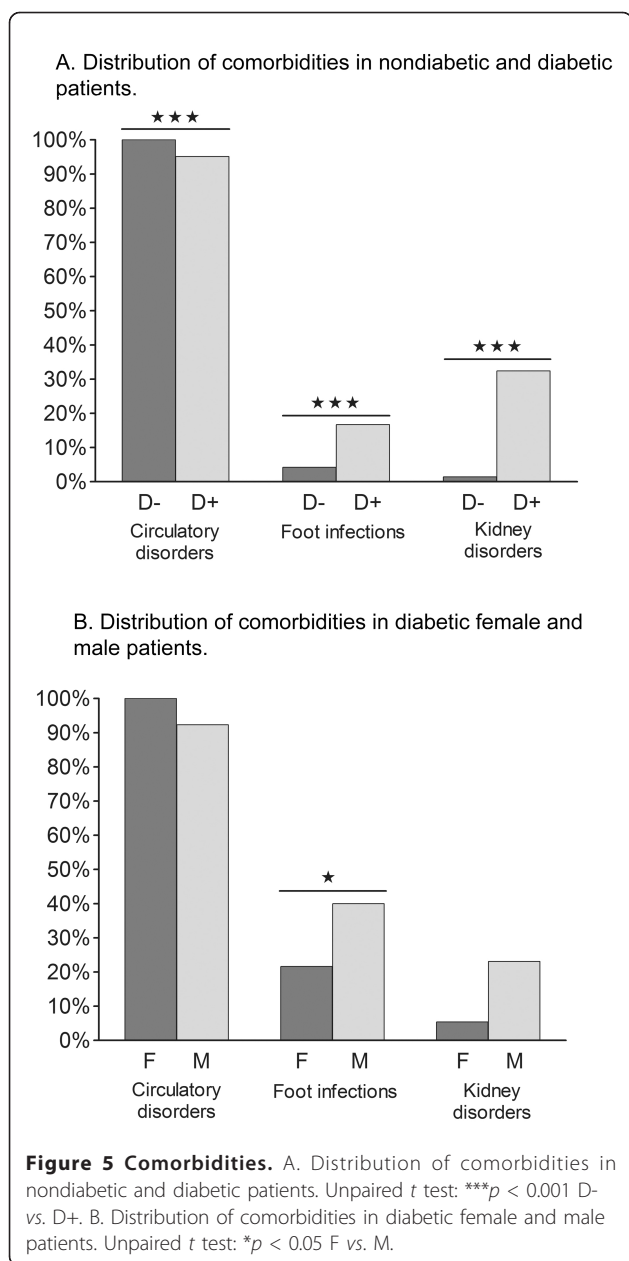 A. Distribution of comorbidities in nondiabetic and diabetic
patients.
★★★
100%
90%
80%
70%
60%
50%
40%
30%
20%
10%
0%
★★★
★★★
D- D+ D- D+ D- D+
Circulatory disorders Foot infections Kidney disorders
B. Distribution of comorbidities in diabetic female and
male patients.
100%
90%
80%
70%
60%
50%
40%
30%
20%
10%
0%
★
F M F M F M
Circulatory disorders Foot infections Kidney disorders
Figure 5 Comorbidities. A. Distribution of comorbidities in
nondiabetic and diabetic patients. Unpaired t test: ***p < 0.001 D-
vs. D+. B. Distribution of comorbidities in diabetic female and male
patients. Unpaired t test: *p < 0.05 F vs. M.